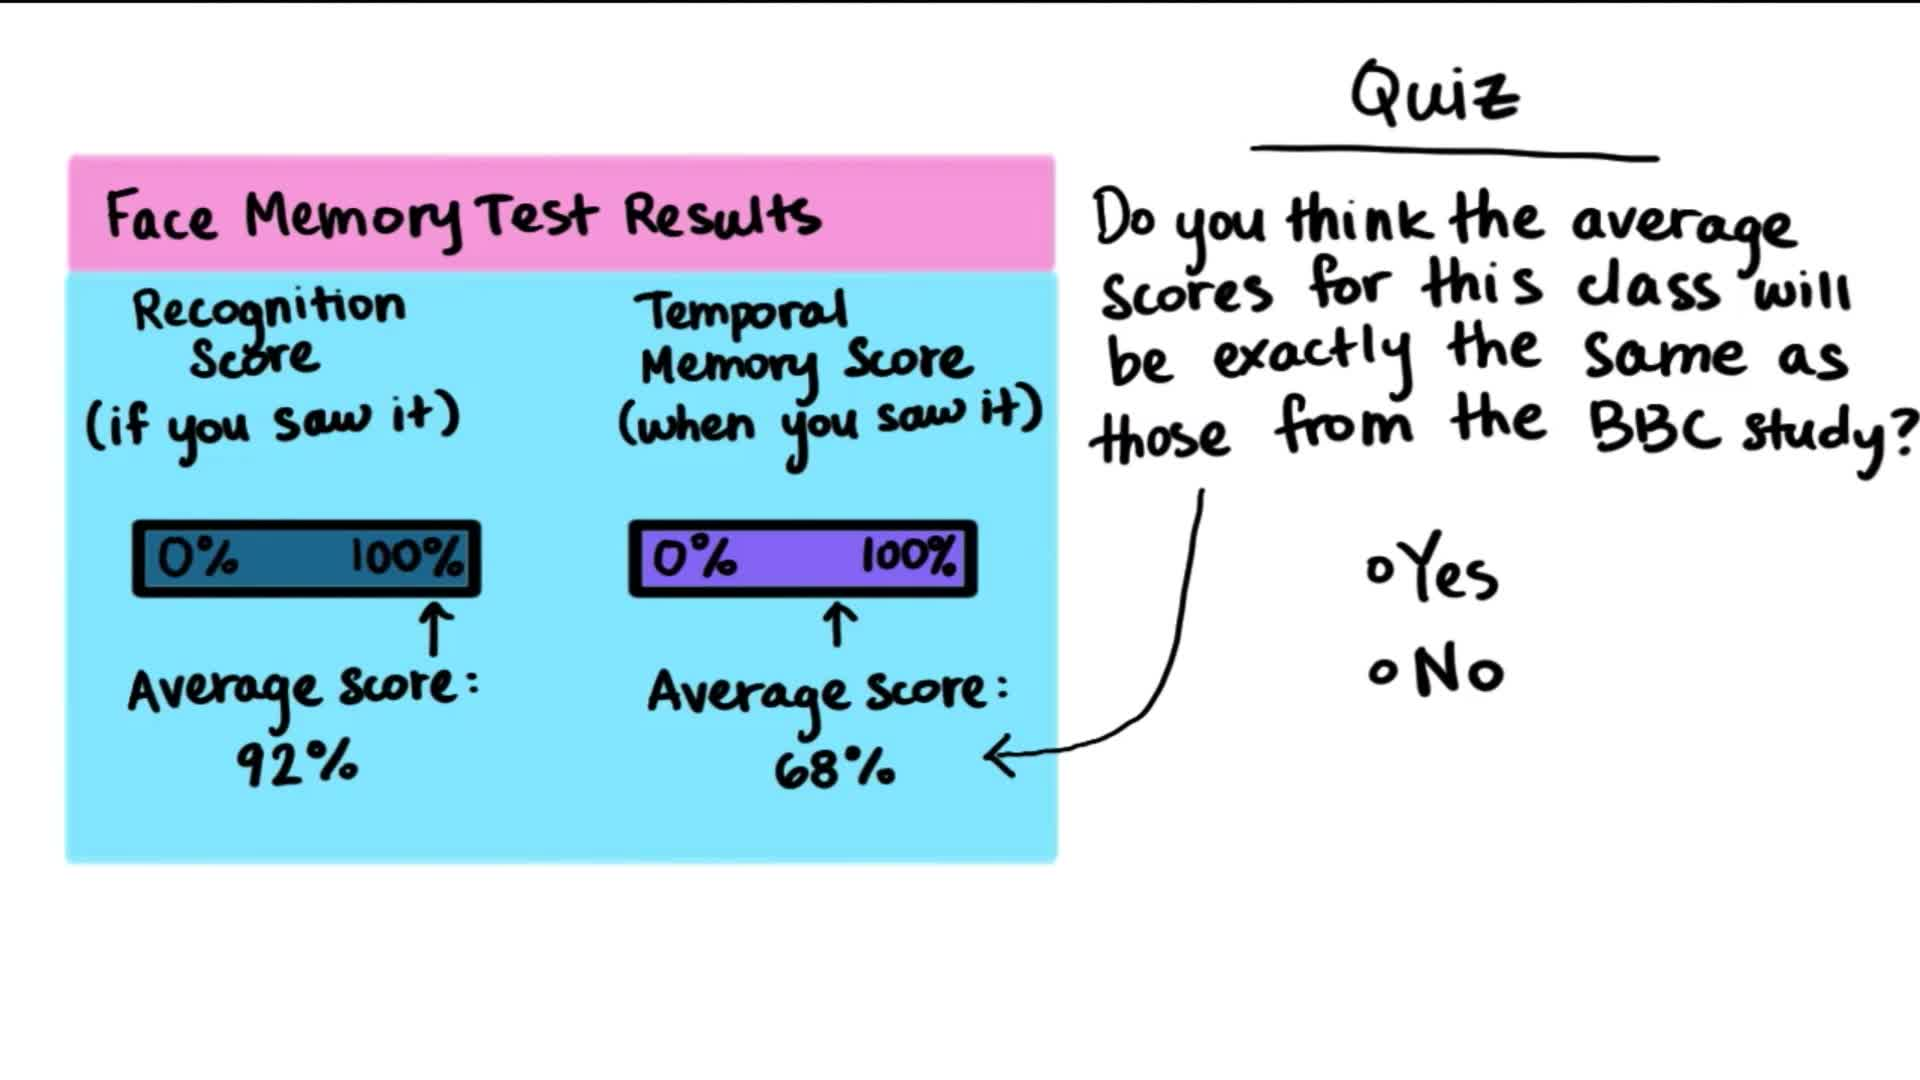 Face Memory Test Results
Recognition
Score
(if you saw it)
0% 100%
Average Score:
92%
Temporal
Memory Score
(when you saw it)
0% 100%
Average Score:
68%
Quiz
Do you think the average
scores for this class will
be exactly the same as
those from the BBC study?
Yes
No